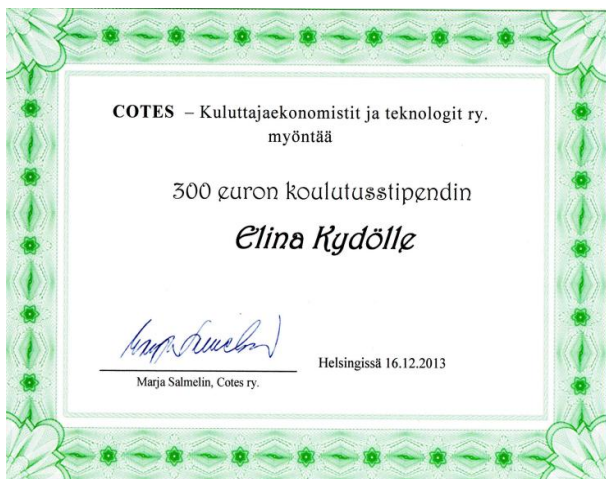 COTES – Kuluttajaekonomistit ja teknologit ry.
myöntää
300 euron koulutusstipendin
Elina Kydölle
Helsingissä 16.12.2013
Marja Salmelin, Cotes ry.